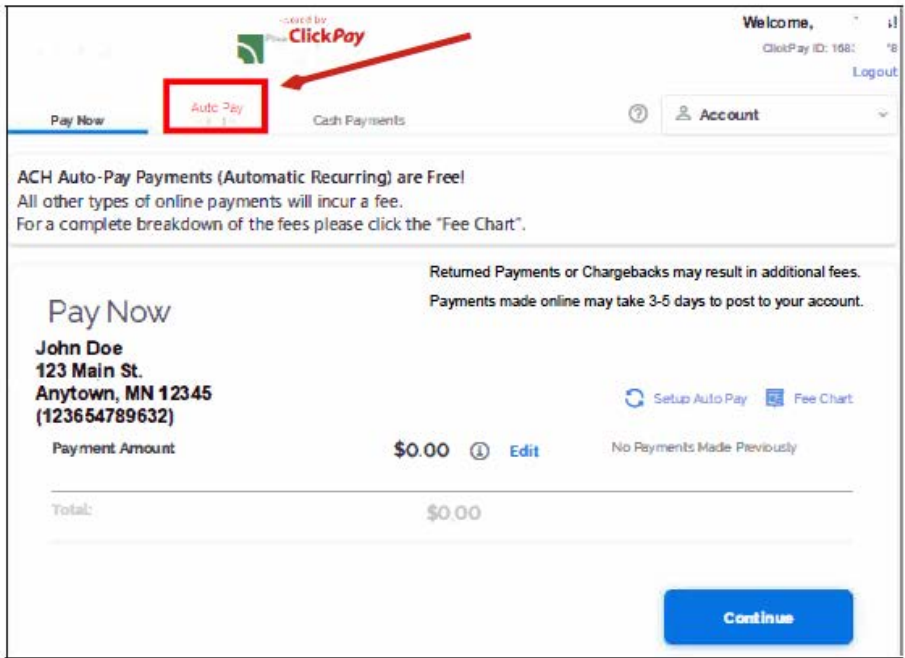 ClickPay
Welcome,
ClickPay ID: 168
Logout
Pay Now
Auto Pay
Cash Payments
Account
ACH Auto-Pay Payments (Automatic Recurring) are Free!
All other types of online payments will incur a fee.
For a complete breakdown of the fees please click the "Fee Chart".
Returned Payments or Chargebacks may result in additional fees.
Payments made online may take 3-5 days to post to your account.
Pay Now
John Doe
123 Main St.
Anytown, MN 12345
(123654789632)
Setup Auto Pay
Fee Chart
Payment Amount
$0.00
Edit
No Payments Made Previously
Total:
$0.00
Continue